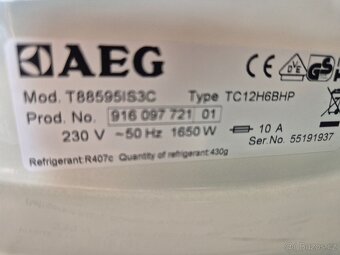 AEG
Mod. T88595IS3C Type TC12H6BHP
Prod. No. 916 097 721 01
230 V ~50 Hz 1650 W 10 A
Ser.No. 55191937
Refrigerant:R407c Quantity of refrigerant:430g